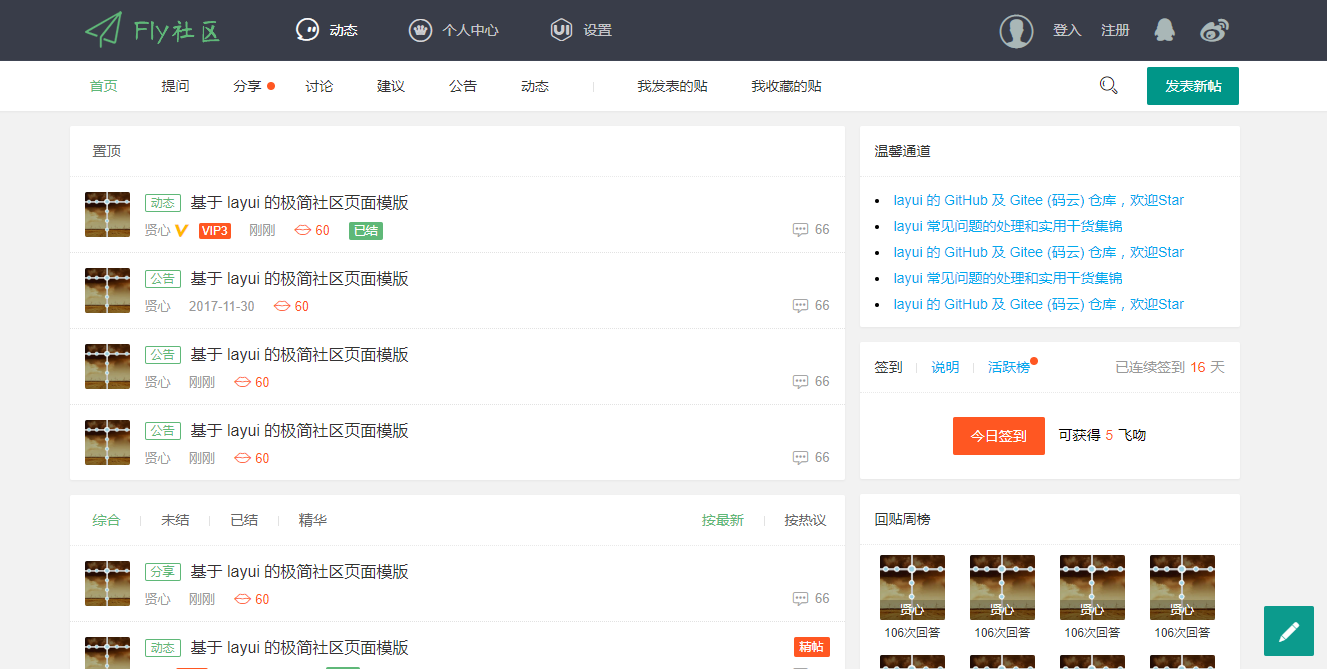 Fly社区 动态 个人中心 UI 设置 登入 注册
首页 提问 分享 讨论 建议 公告 动态 我发表的贴 我收藏的贴 发表新帖
置顶
动态 基于 layui 的极简社区页面模版
贤心 V VIP3 刚刚 60 已结 66
公告 基于 layui 的极简社区页面模版
贤心 2017-11-30 60 66
公告 基于 layui 的极简社区页面模版
贤心 刚刚 60 66
公告 基于 layui 的极简社区页面模版
贤心 刚刚 60 66
综合 未结 已结 精华 按最新 按热议
分享 基于 layui 的极简社区页面模版
贤心 刚刚 60 66
动态 基于 layui 的极简社区页面模版 精帖
温馨通道
layui 的 GitHub 及 Gitee (码云) 仓库，欢迎Star
layui 常见问题的处理和实用干货集锦
layui 的 GitHub 及 Gitee (码云) 仓库，欢迎Star
layui 常见问题的处理和实用干货集锦
layui 的 GitHub 及 Gitee (码云) 仓库，欢迎Star
签到 说明 活跃榜 已连续签到 16 天
今日签到 可获得 5 飞吻
回贴周榜
贤心 贤心 贤心 贤心
106次回答 106次回答 106次回答 106次回答